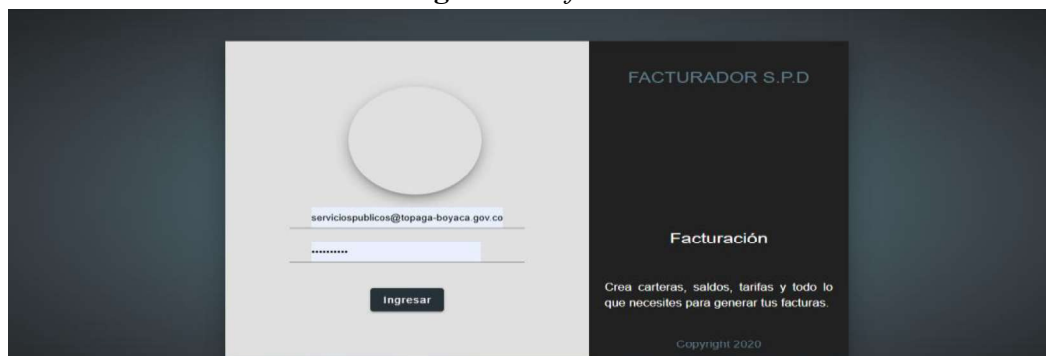 serviciospublicos@topaga-boyaca.gov.co
••••••••••
Ingresar
FACTURADOR S.P.D
Facturación
Crea carteras, saldos, tarifas y todo lo
que necesites para generar tus facturas.
Copyright 2020